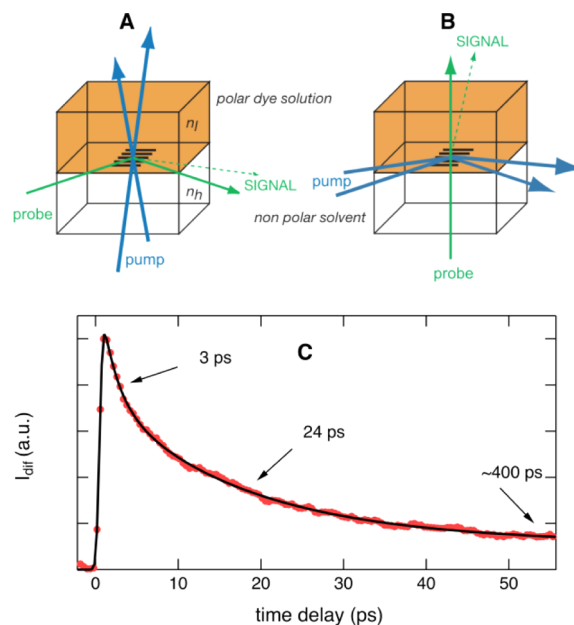 A
B
SIGNAL
polar dye solution
n_l
n_h
SIGNAL
probe
pump
pump
non polar solvent
probe
C
3 ps
24 ps
~400 ps
I_dif (a.u.)
0
10
20
30
40
50
time delay (ps)